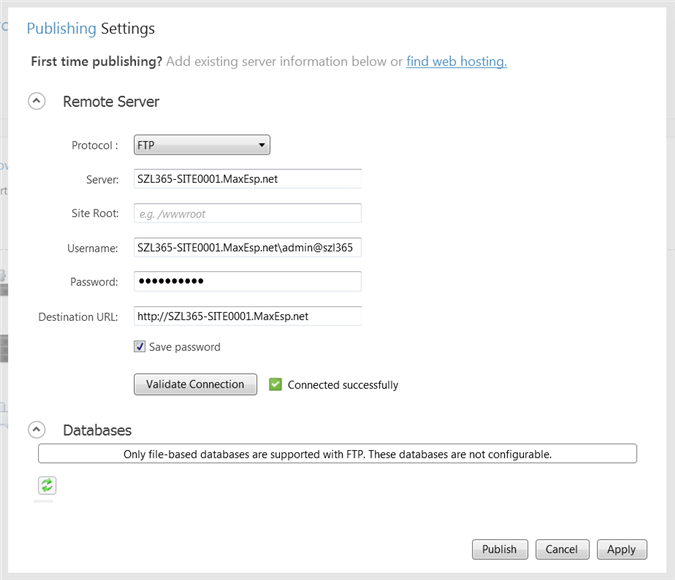 Publishing Settings
First time publishing? Add existing server information below or find web hosting.
Remote Server
Protocol : FTP
Server: SZL365-SITE0001.MaxEsp.net
Site Root: e.g. /wwwroot
Username: SZL365-SITE0001.MaxEsp.net\admin@szl365
Password: ●●●●●●●●●●
Destination URL: http://SZL365-SITE0001.MaxEsp.net
Save password
Validate Connection Connected successfully
Databases
Only file-based databases are supported with FTP. These databases are not configurable.
Publish Cancel Apply